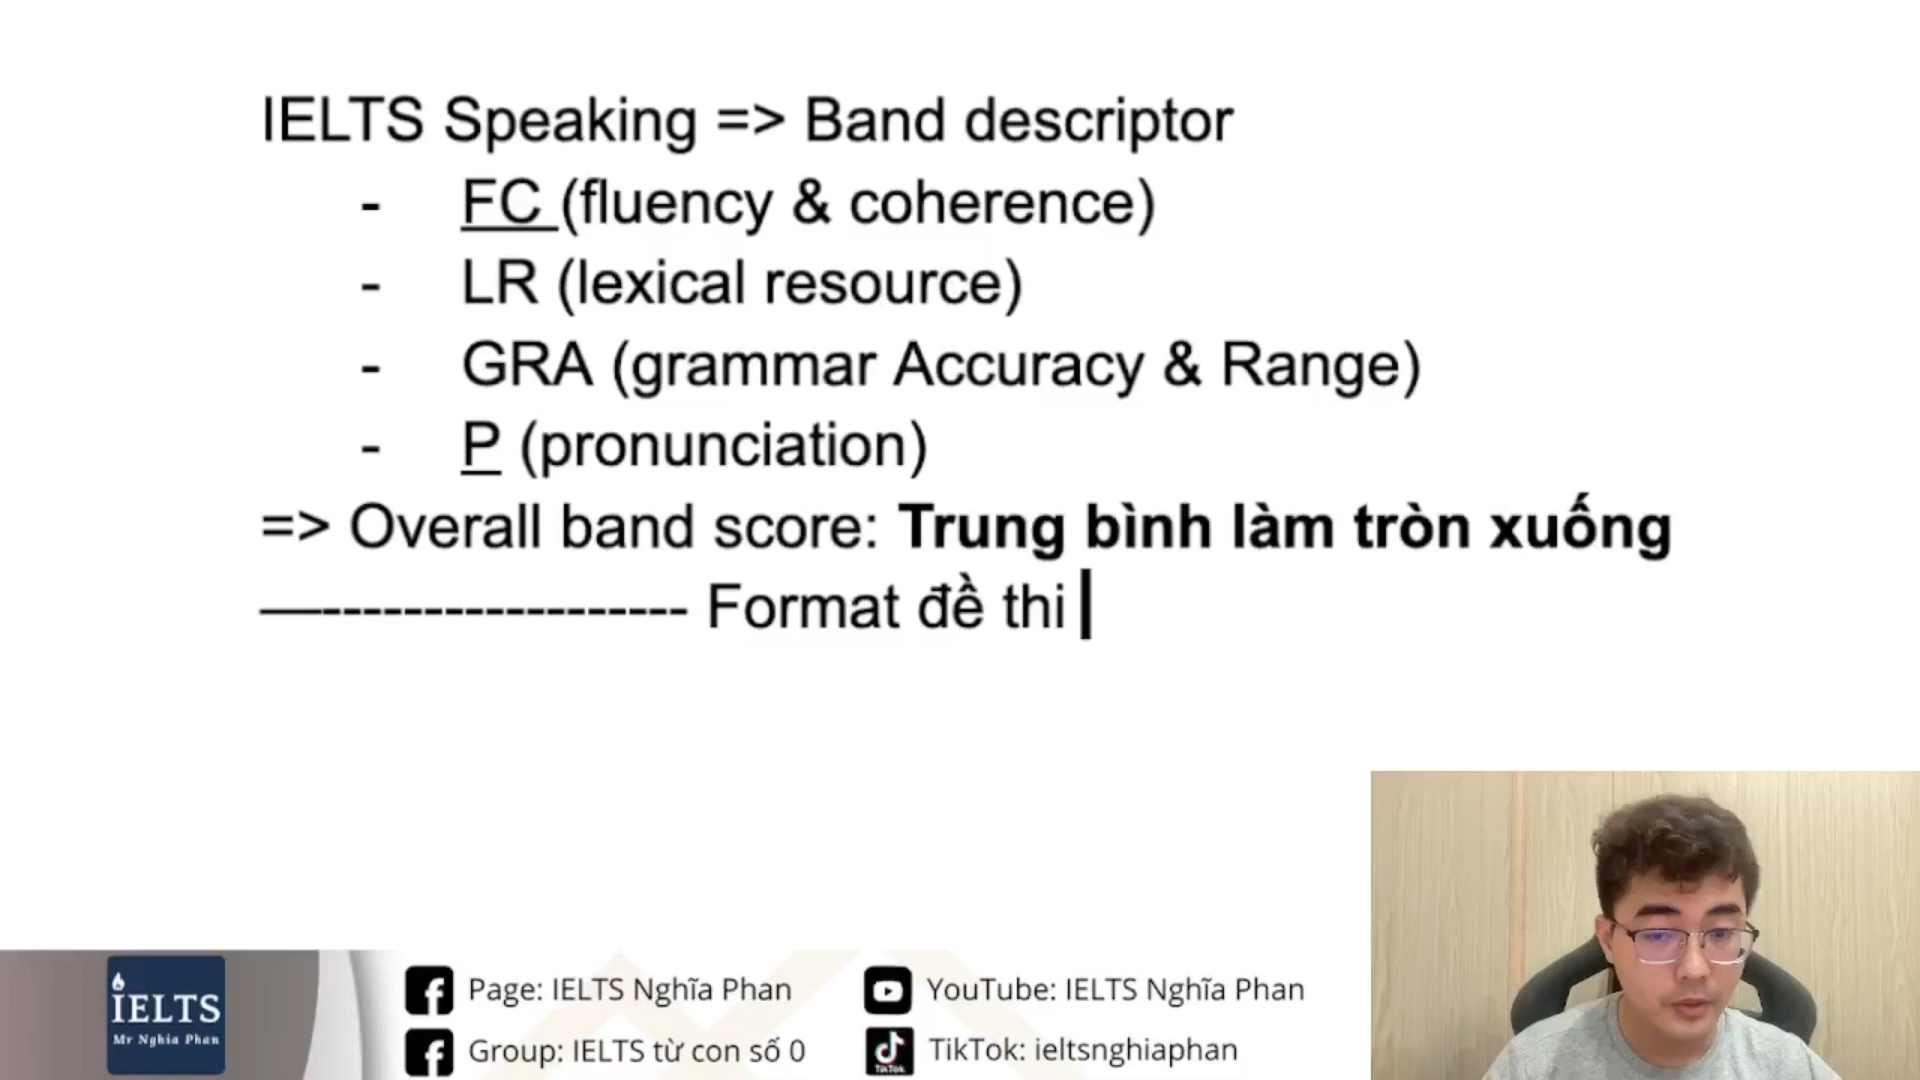 IELTS Speaking => Band descriptor
- FC (fluency & coherence)
- LR (lexical resource)
- GRA (grammar Accuracy & Range)
- P (pronunciation)
=> Overall band score: Trung bình làm tròn xuống
—------------------- Format đề thi
IELTS
Mr Nghia Phan
Page: IELTS Nghĩa Phan
Group: IELTS từ con số 0
YouTube: IELTS Nghĩa Phan
TikTok
TikTok: ieltsnghiaphan